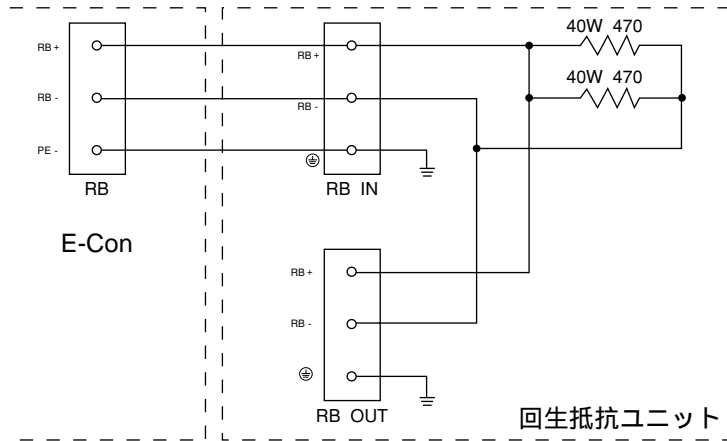 40W 470
RB+
RB+
RB-
RB-
40W 470
PE-
RB
RB IN
E-Con
RB+
RB-
RB OUT
回生抵抗ユニット